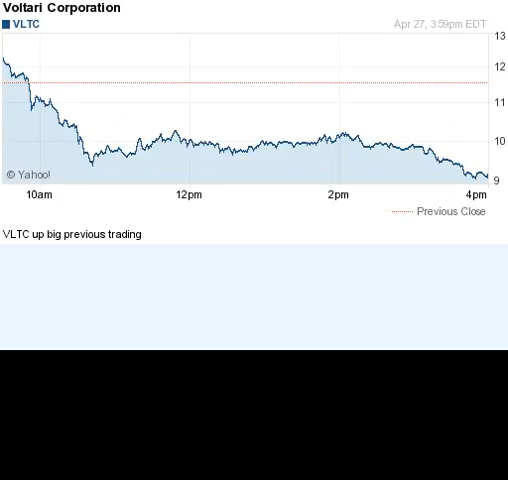 Voltari Corporation
VLTC
Apr 27, 3:59pm EDT
13
12
11
10
9
© Yahoo!
10am 12pm 2pm 4pm
Previous Close
VLTC up big previous trading